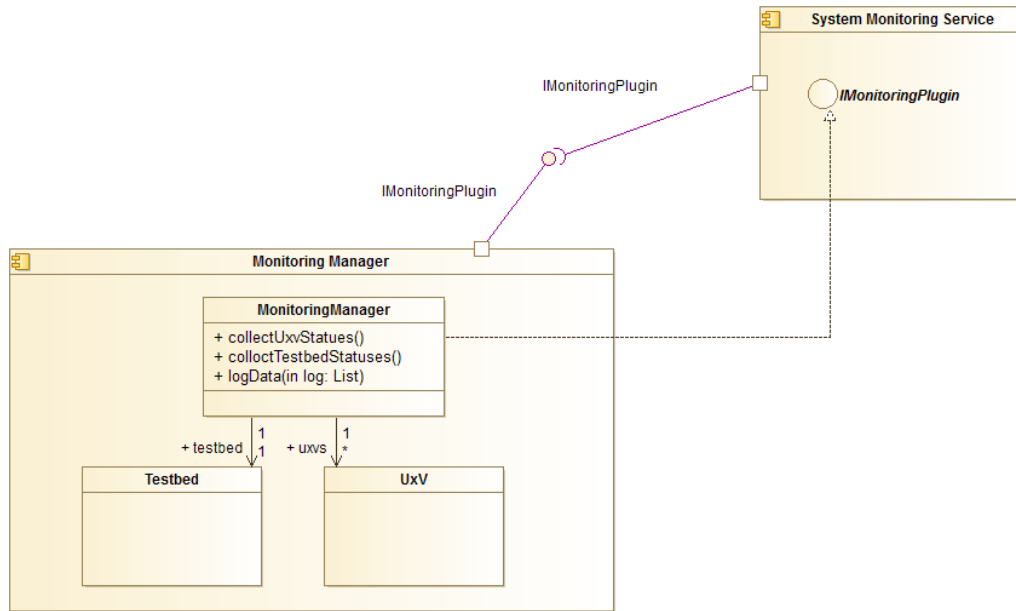 System Monitoring Service
IMonitoringPlugin
IMonitoringPlugin
IMonitoringPlugin
Monitoring Manager
MonitoringManager
+ collectUxvStatues()
+ colloctTestbedStatuses()
+ logData(in log: List)
1
1
+ testbed
1
+ uxvs
*
Testbed
UxV